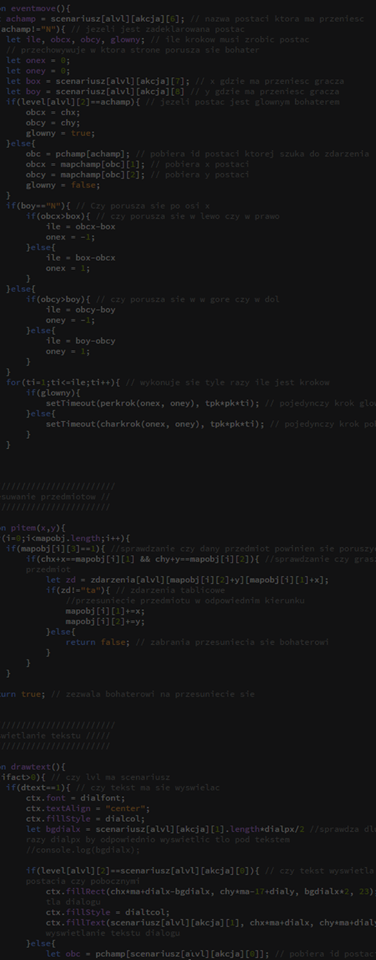 on eventmove(){
t achamp = scenariusz[alvl][akcja][6]; // nazwa postaci ktora ma przeniesc
achamp!="N"){ // jezeli jest zadeklarowana postac
let ile, obcx, obcy, glowny; // ile krokow musi zrobic postac
// przechowywuje w ktora strone porusza sie bohater
let onex = 0;
let oney = 0;
let box = scenariusz[alvl][akcja][7]; // x gdzie ma przeniesc gracza
let boy = scenariusz[alvl][akcja][8] // y gdzie ma przeniesc gracza
if(level[alvl][2]==achamp){ // jezeli postac jest glownym bohaterem
obcx = chx;
obcy = chy;
glowny = true;
}else{
obc = pchamp[achamp]; // pobiera id postaci ktorej szuka do zdarzenia
obcx = mapchamp[obc][1]; // pobiera x postaci
obcy = mapchamp[obc][2]; // pobiera y postaci
glowny = false;
}
if(boy=="N"){ // Czy porusza sie po osi x
if(obcx>box){ // czy porusza sie w lewo czy w prawo
ile = obcx-box
onex = -1;
}else{
ile = box-obcx
onex = 1;
}
}else{
if(obcy>boy){ // czy porusza sie w w gore czy w dol
ile = obcy-boy
oney = -1;
}else{
ile = boy-obcy
oney = 1;
}
}
for(ti=1;ti<=ile;ti++){ // wykonuje sie tyle razy ile jest krokow
if(glowny){
setTimeout(perkrok(onex, oney), tpk*pk*ti); // pojedynczy krok glow
}else{
setTimeout(charkrok(onex, oney), tpk*pk*ti); // pojedynczy krok pob
}
}
///////////////////////
esuwanie przedmiotow //
///////////////////////
on pitem(x,y){
r(i=0;i<mapobj.length;i++){
if(mapobj[i][3]==1){ //sprawdzanie czy dany przedmiot powinien sie poruszyc
if(chx+x==mapobj[i][1] && chy+y==mapobj[i][2]){ //sprawdzanie czy gracz
przedmiot
let zd = zdarzenia[alvl][mapobj[i][2]+y][mapobj[i][1]+x];
if(zd!="ta"){ // zdarzenia tablicowe
//przesuniecie przedmiotu w odpowiednim kierunku
mapobj[i][1]+=x;
mapobj[i][2]+=y;
}else{
return false; // zabrania przesuniecia sie bohaterowi
}
}
}
turn true; // zezwala bohaterowi na przesuniecie sie
///////////////////////
swietlanie tekstu /////
///////////////////////
on drawtext(){
(ifact>0){ // czy lvl ma scenariusz
if(dtext==1){ // czy tekst ma sie wyswielac
ctx.font = dialfont;
ctx.textAlign = "center";
ctx.fillStyle = dialcol;
let bgdialx = scenariusz[alvl][akcja][1].length*dialpx/2 //sprawdza dlu
razy dialpx by odpowiednio wyswietlic tlo pod tekstem
//console.log(bgdialx);
if(level[alvl][2]==scenariusz[alvl][akcja][0]){ // czy tekst wyswietla
postacia czy pobocznymi
ctx.fillRect(chx*ma+dialx-bgdialx, chy*ma-17+dialy, bgdialx*2, 23);
tla dialogu
ctx.fillStyle = dialtcol;
ctx.fillText(scenariusz[alvl][akcja][1], chx*ma+dialx, chy*ma+dialy
wyswietlanie tekstu dialogu
}else{
let obc = pchamp[scenariusz[alvl][akcja][0]]; // pobiera id postac